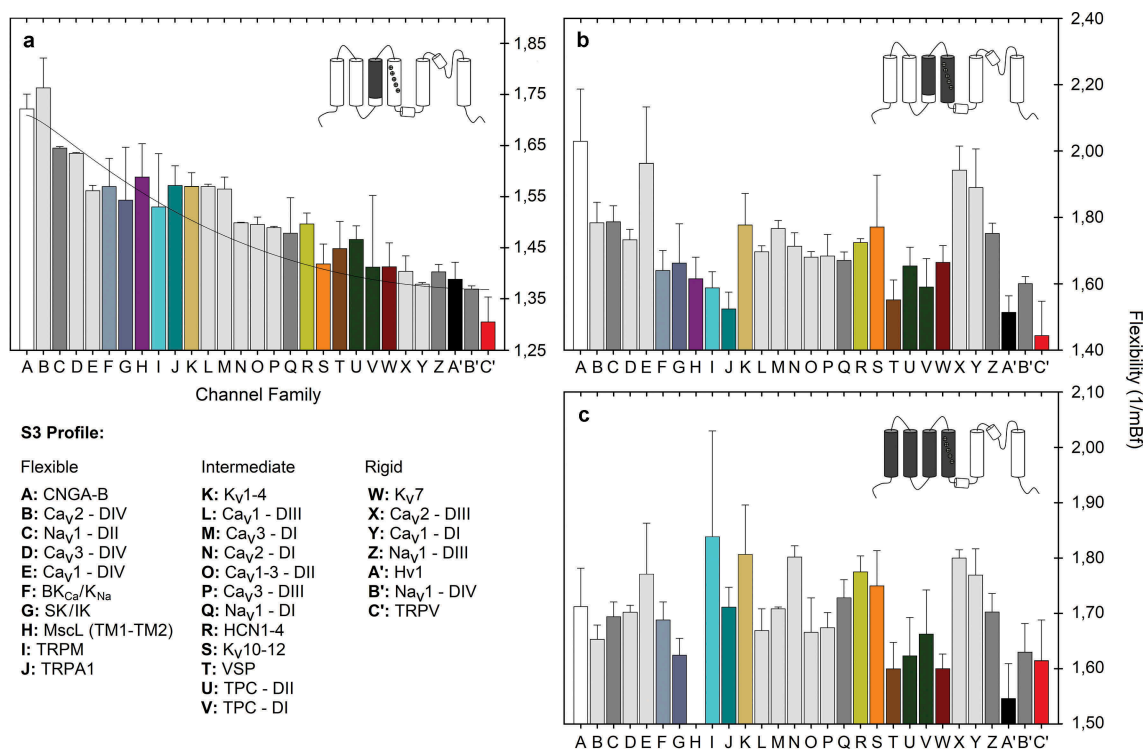 a
1,85
1,75
1,65
1,55
1,45
1,35
1,25
A B C D E F G H I J K L M N O P Q R S T U V W X Y Z A' B' C'
Channel Family
b
2,40
2,20
2,00
1,80
1,60
1,40
A B C D E F G H I J K L M N O P Q R S T U V W X Y Z A' B' C'
Flexibility (1/mBf)
c
2,10
2,00
1,90
1,80
1,70
1,60
1,50
A B C D E F G H I J K L M N O P Q R S T U V W X Y Z A' B' C'
S3 Profile:
Flexible
A: CNGA-B
B: CaV2 - DIV
C: NaV1 - DII
D: CaV3 - DIV
E: CaV1 - DIV
F: BKCa/KNa
G: SK/IK
H: MscL (TM1-TM2)
I: TRPM
J: TRPA1
Intermediate
K: KV1-4
L: CaV1 - DIII
M: CaV3 - DI
N: CaV2 - DI
O: CaV1-3 - DII
P: CaV3 - DIII
Q: NaV1 - DI
R: HCN1-4
S: KV10-12
T: VSP
U: TPC - DII
V: TPC - DI
Rigid
W: KV7
X: CaV2 - DIII
Y: CaV1 - DI
Z: NaV1 - DIII
A': Hv1
B': NaV1 - DIV
C': TRPV